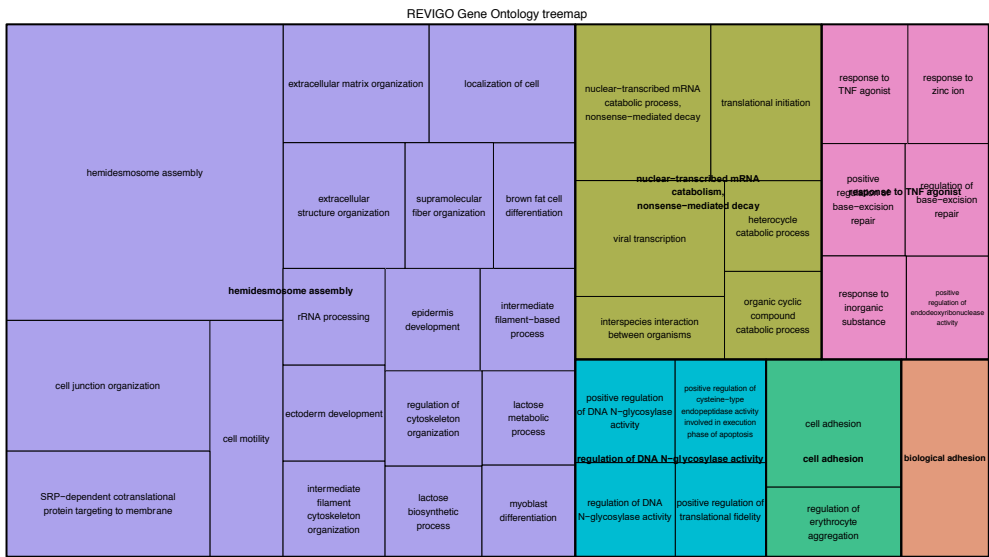 REVIGO Gene Ontology treemap
hemidesmosome assembly
extracellular matrix organization
localization of cell
extracellular
structure organization
supramolecular
fiber organization
brown fat cell
differentiation
hemidesmosome assembly
rRNA processing
epidermis
development
intermediate
filament−based
process
cell junction organization
cell motility
ectoderm development
regulation of
cytoskeleton
organization
lactose
metabolic
process
SRP−dependent cotranslational
protein targeting to membrane
intermediate
filament
cytoskeleton
organization
lactose
biosynthetic
process
myoblast
differentiation
nuclear−transcribed mRNA
catabolic process,
nonsense−mediated decay
translational initiation
nuclear−transcribed mRNA
catabolism,
nonsense−mediated decay
viral transcription
heterocycle
catabolic process
interspecies interaction
between organisms
organic cyclic
compound
catabolic process
response to
TNF agonist
response to
zinc ion
positive
regulation of
base−excision
repair
response to TNF agonist
regulation of
base−excision
repair
response to
inorganic
substance
positive
regulation of
endodeoxyribonuclease
activity
positive regulation
of DNA N−glycosylase
activity
positive regulation of
cysteine−type
endopeptidase activity
involved in execution
phase of apoptosis
regulation of DNA N−glycosylase activity
regulation of DNA
N−glycosylase activity
positive regulation of
translational fidelity
cell adhesion
cell adhesion
regulation of
erythrocyte
aggregation
biological adhesion